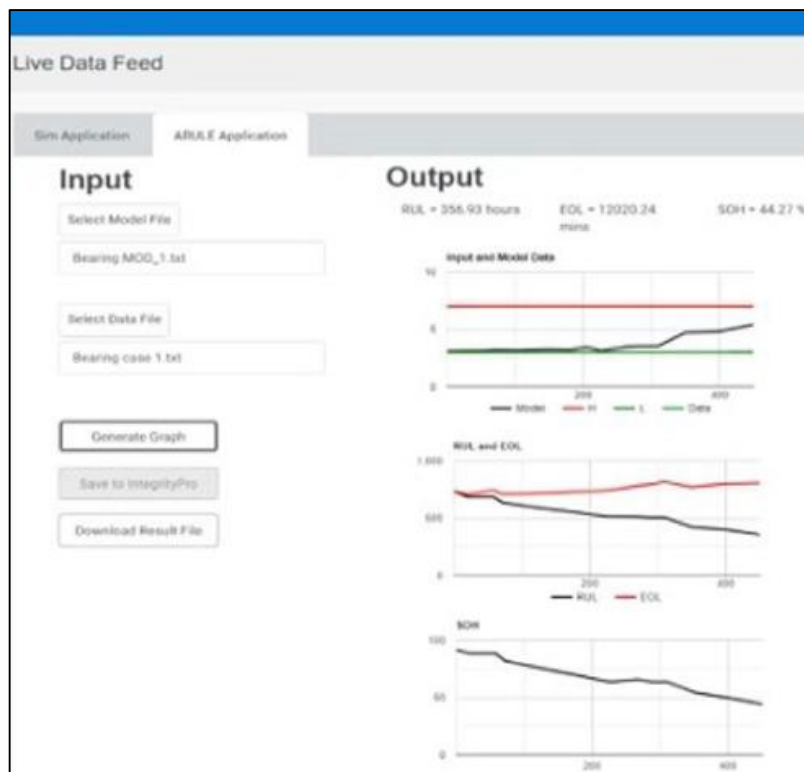 Live Data Feed
Sim Application
ARULE Application
Input
Select Model File
Bearing MOD_1.txt
Select Data File
Bearing case 1.txt
Generate Graph
Save to IntegrityPro
Download Result File
Output
RUL = 356.93 hours
EOL = 12020.24
mins
SOH = 44.27 %
Input and Model Data
10
5
0
200
400
Model
H
L
Data
RUL and EOL
1,000
500
0
200
400
RUL
EOL
SOH
100
50
0
200
400